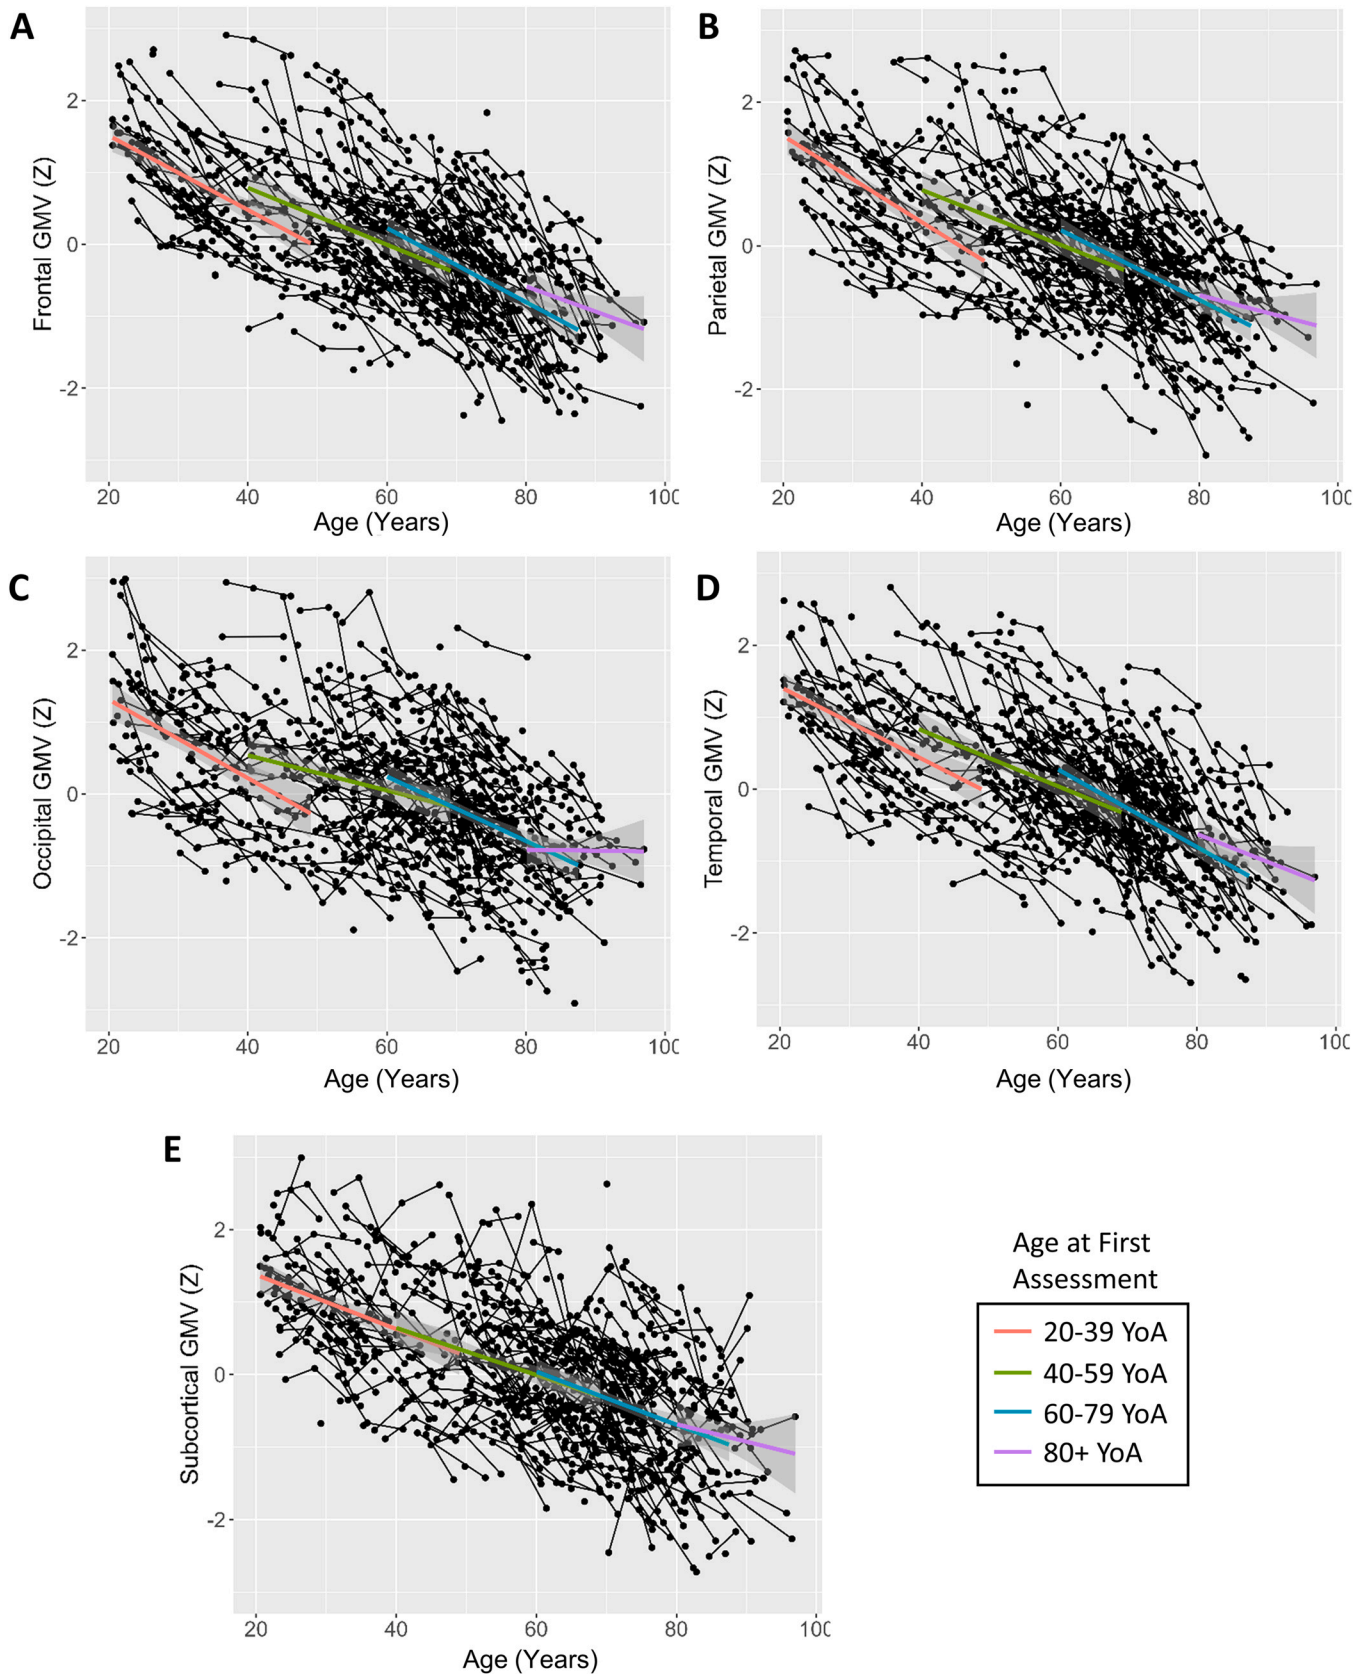 A
B
Frontal GMV (Z)
2
0
-2
20 40 60 80 100
Age (Years)
Parietal GMV (Z)
2
0
-2
20 40 60 80 100
Age (Years)
C
D
Occipital GMV (Z)
2
0
-2
20 40 60 80 100
Age (Years)
Temporal GMV (Z)
2
0
-2
20 40 60 80 100
Age (Years)
E
Subcortical GMV (Z)
2
0
-2
20 40 60 80 100
Age (Years)
Age at First
Assessment
20-39 YoA
40-59 YoA
60-79 YoA
80+ YoA